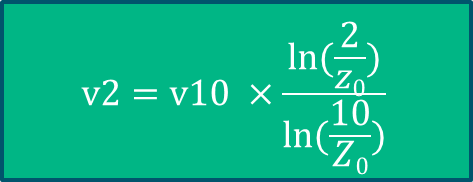 v2 = v10 × ln(2/z₀) / ln(10/Z₀)